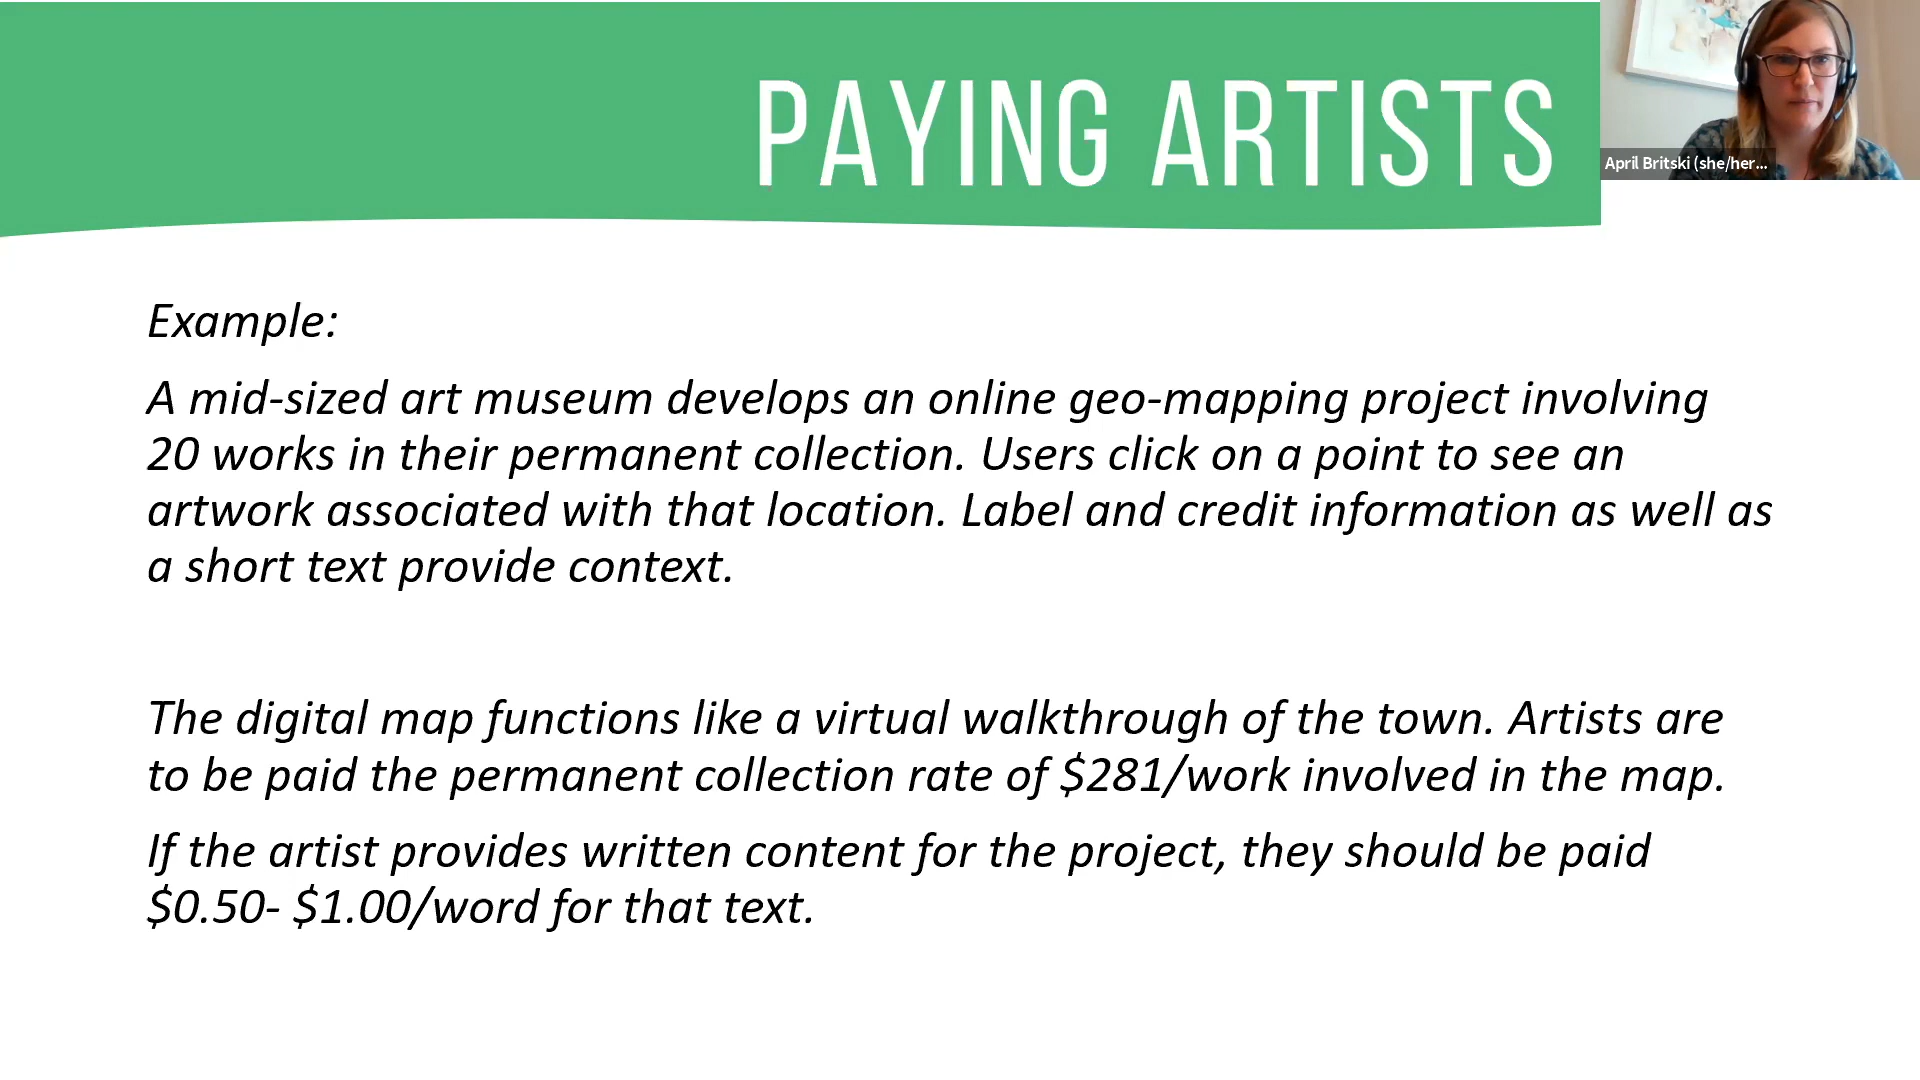 PAYING ARTISTS
April Britski (she/her...
Example:
A mid-sized art museum develops an online geo-mapping project involving
20 works in their permanent collection. Users click on a point to see an
artwork associated with that location. Label and credit information as well as
a short text provide context.
The digital map functions like a virtual walkthrough of the town. Artists are
to be paid the permanent collection rate of $281/work involved in the map.
If the artist provides written content for the project, they should be paid
$0.50- $1.00/word for that text.